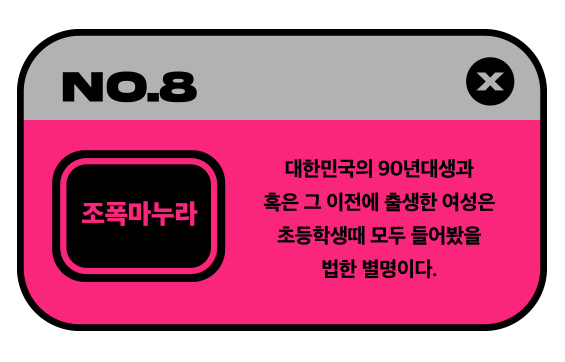 NO.8
X
조폭마누라
대한민국의 90년대생과
혹은 그 이전에 출생한 여성은
초등학생때 모두 들어봤을
법한 별명이다.